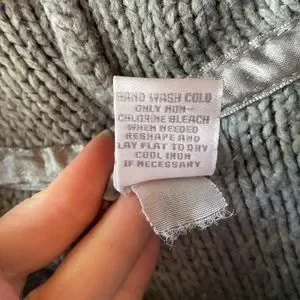 HAND WASH COLD
ONLY NON-
CHLORINE BLEACH
WHEN NEEDED
RESHAPE AND
LAY FLAT TO DRY
COOL IRON
IF NECESSARY